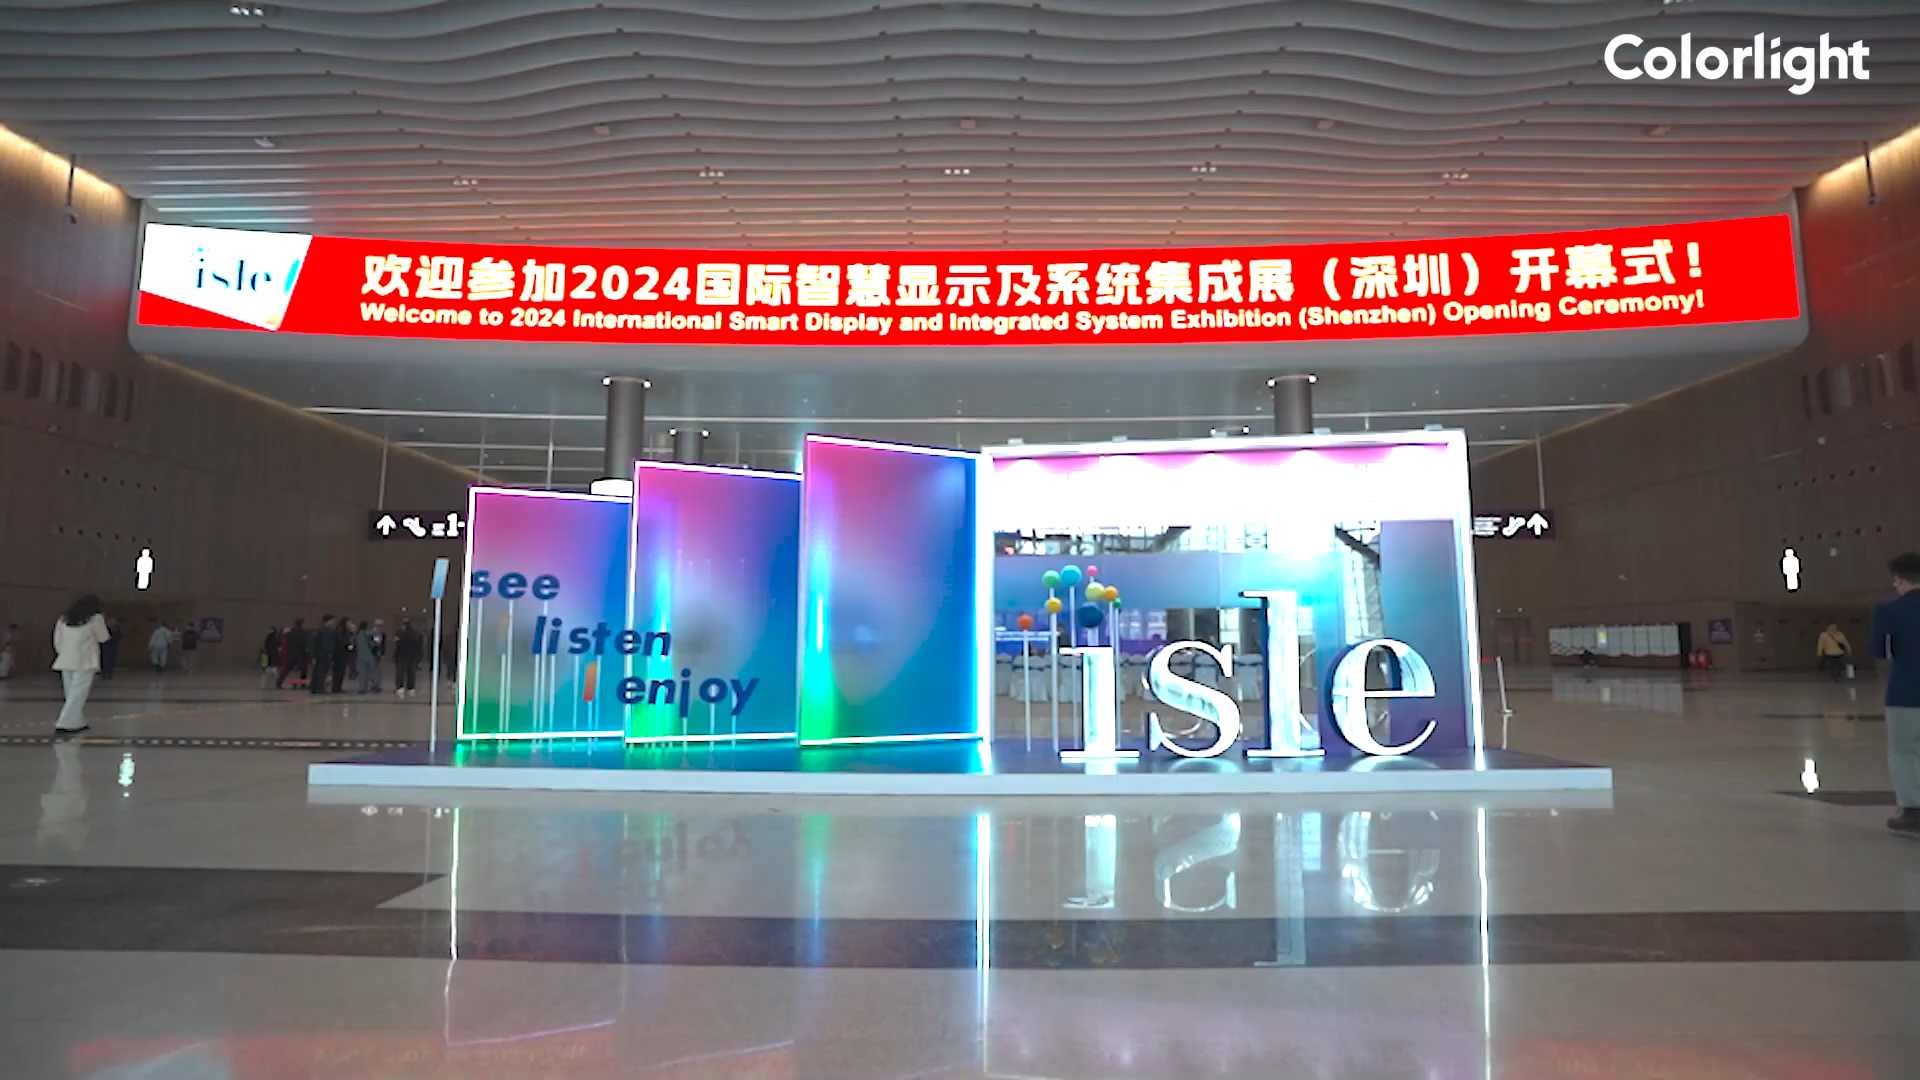 Colorlight
isle
欢迎参加2024国际智慧显示及系统集成展（深圳）开幕式！
Welcome to 2024 International Smart Display and Integrated System Exhibition (Shenzhen) Opening Ceremony!
see
listen
enjoy
isle